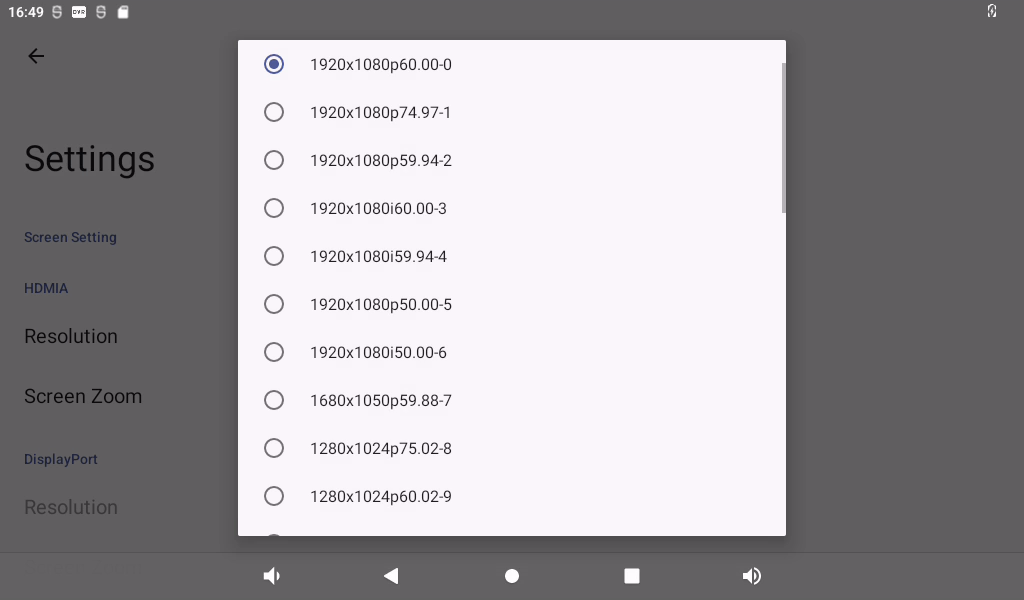 16:49
DVR
Settings
Screen Setting
HDMIA
Resolution
Screen Zoom
DisplayPort
Resolution
1920x1080p60.00-0
1920x1080p74.97-1
1920x1080p59.94-2
1920x1080i60.00-3
1920x1080i59.94-4
1920x1080p50.00-5
1920x1080i50.00-6
1680x1050p59.88-7
1280x1024p75.02-8
1280x1024p60.02-9